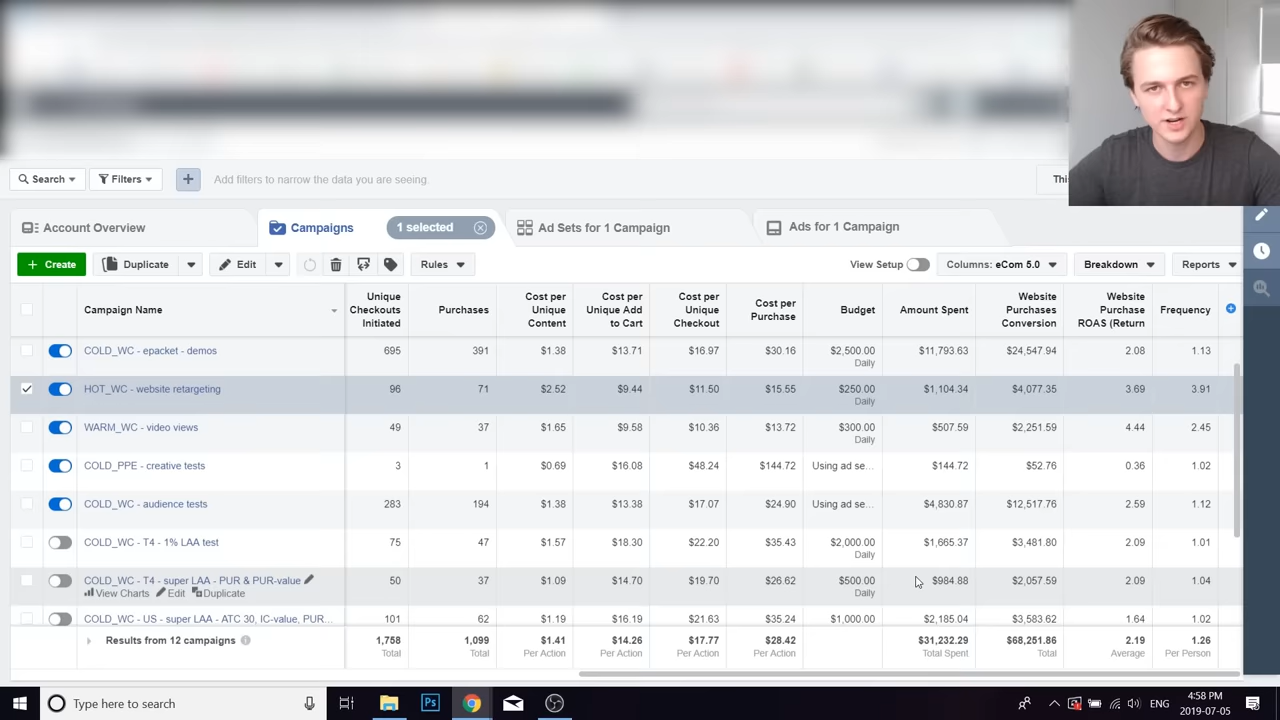 Search
Filters
Add filters to narrow the data you are seeing.
Thi
Account Overview
Campaigns
1 selected
Ad Sets for 1 Campaign
Ads for 1 Campaign
Create
Duplicate
Edit
Rules
View Setup
Columns: eCom 5.0
Breakdown
Reports
Campaign Name
Unique Checkouts Initiated
Purchases
Cost per Unique Content
Cost per Unique Add to Cart
Cost per Unique Checkout
Cost per Purchase
Budget
Amount Spent
Website Purchases Conversion
Website Purchase ROAS (Return
Frequency
COLD_WC - epacket - demos 695 391 $1.38 $13.71 $16.97 $30.16 $2,500.00 $11,793.63 $24,547.94 2.08 1.13
Daily
HOT_WC - website retargeting 96 71 $2.52 $9.44 $11.50 $15.55 $250.00 $1,104.34 $4,077.35 3.69 3.91
Daily
WARM_WC - video views 49 37 $1.65 $9.58 $10.36 $13.72 $300.00 $507.59 $2,251.59 4.44 2.45
Daily
COLD_PPE - creative tests 3 1 $0.69 $16.08 $48.24 $144.72 Using ad se... $144.72 $52.76 0.36 1.02
COLD_WC - audience tests 283 194 $1.38 $13.38 $17.07 $24.90 Using ad se... $4,830.87 $12,517.76 2.59 1.12
COLD_WC - T4 - 1% LAA test 75 47 $1.57 $18.30 $22.20 $35.43 $2,000.00 $1,665.37 $3,481.80 2.09 1.01
Daily
COLD_WC - T4 - super LAA - PUR & PUR-value 50 37 $1.09 $14.70 $19.70 $26.62 $500.00 $984.88 $2,057.59 2.09 1.04
View Charts Edit Duplicate Daily
COLD_WC - US - super LAA - ATC 30, IC-value, PUR... 101 62 $1.19 $16.19 $21.63 $35.24 $1,000.00 $2,185.04 $3,583.62 1.64 1.02
Results from 12 campaigns 1,758 1,099 $1.41 $14.26 $17.77 $28.42 $31,232.29 $68,251.86 2.19 1.26
Total Total Per Action Per Action Per Action Per Action Total Spent Total Average Per Person
Type here to search
Ps
ENG
4:58 PM
2019-07-05